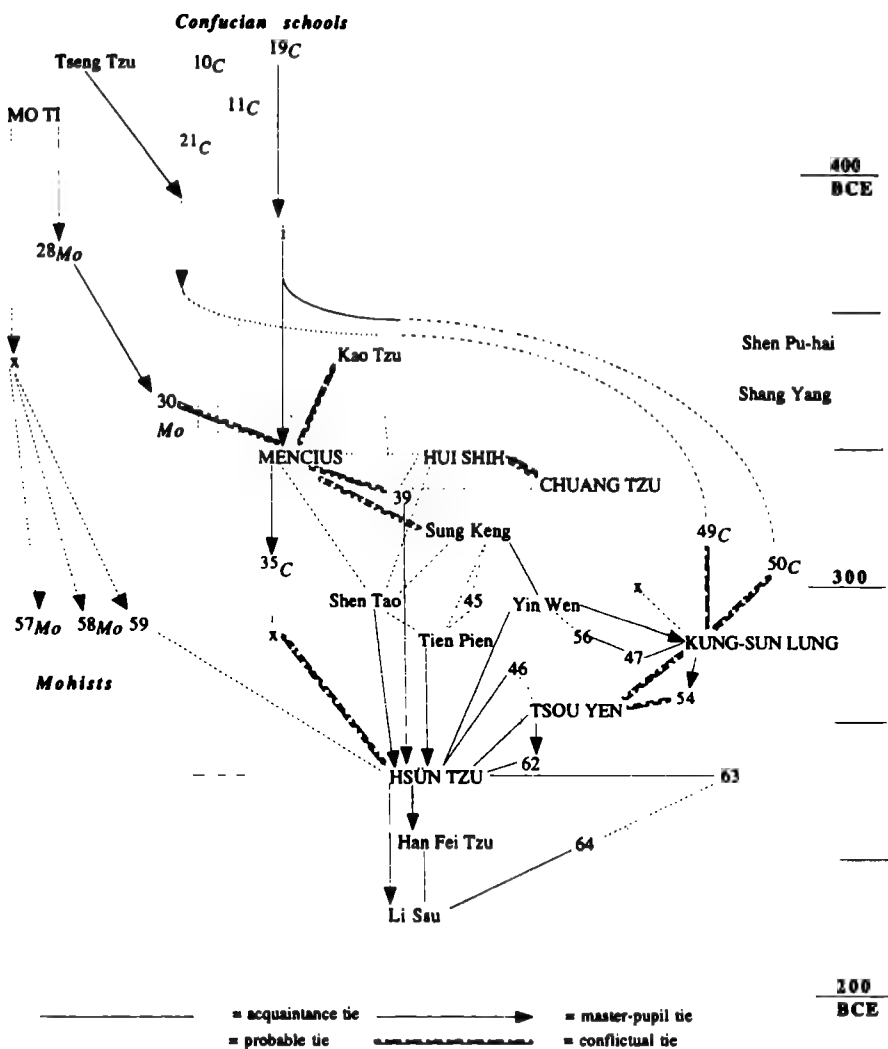 Confucian schools
19C
Tseng Tzu
10C
11C
MO TI
21C
400
BCE
i
28Mo
Shen Pu-hai
Kao Tzu
x
Shang Yang
30
Mo
MENCIUS
HUI SHIH
CHUANG TZU
39
Sung Keng
49C
35C
50C
300
x
Shen Tao
45
Yin Wen
57Mo
58Mo
59
x
Tien Pien
56
47
KUNG-SUN LUNG
Mohists
46
54
TSOU YEN
62
HSÜN TZU
63
Han Fei Tzu
64
Li Ssu
200
BCE
= acquaintance tie
= master-pupil tie
= probable tie
= conflictual tie